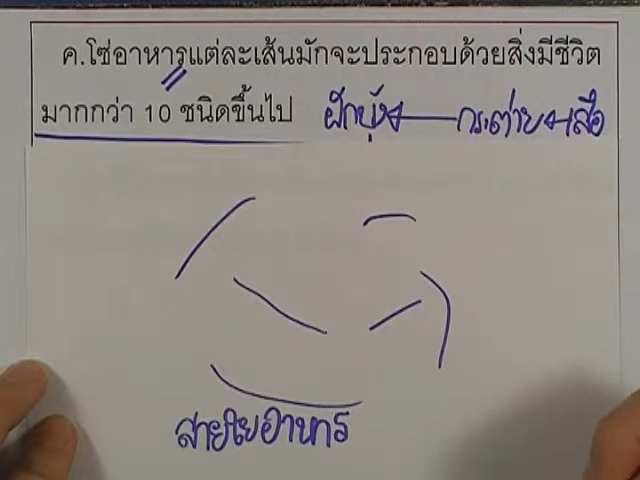 ค.โซ่อาหารแต่ละเส้นมักจะประกอบด้วยสิ่งมีชีวิต
มากกว่า 10 ชนิดขึ้นไป ผักบุ้ง กระต่าย เสือ
สายใยอาหาร